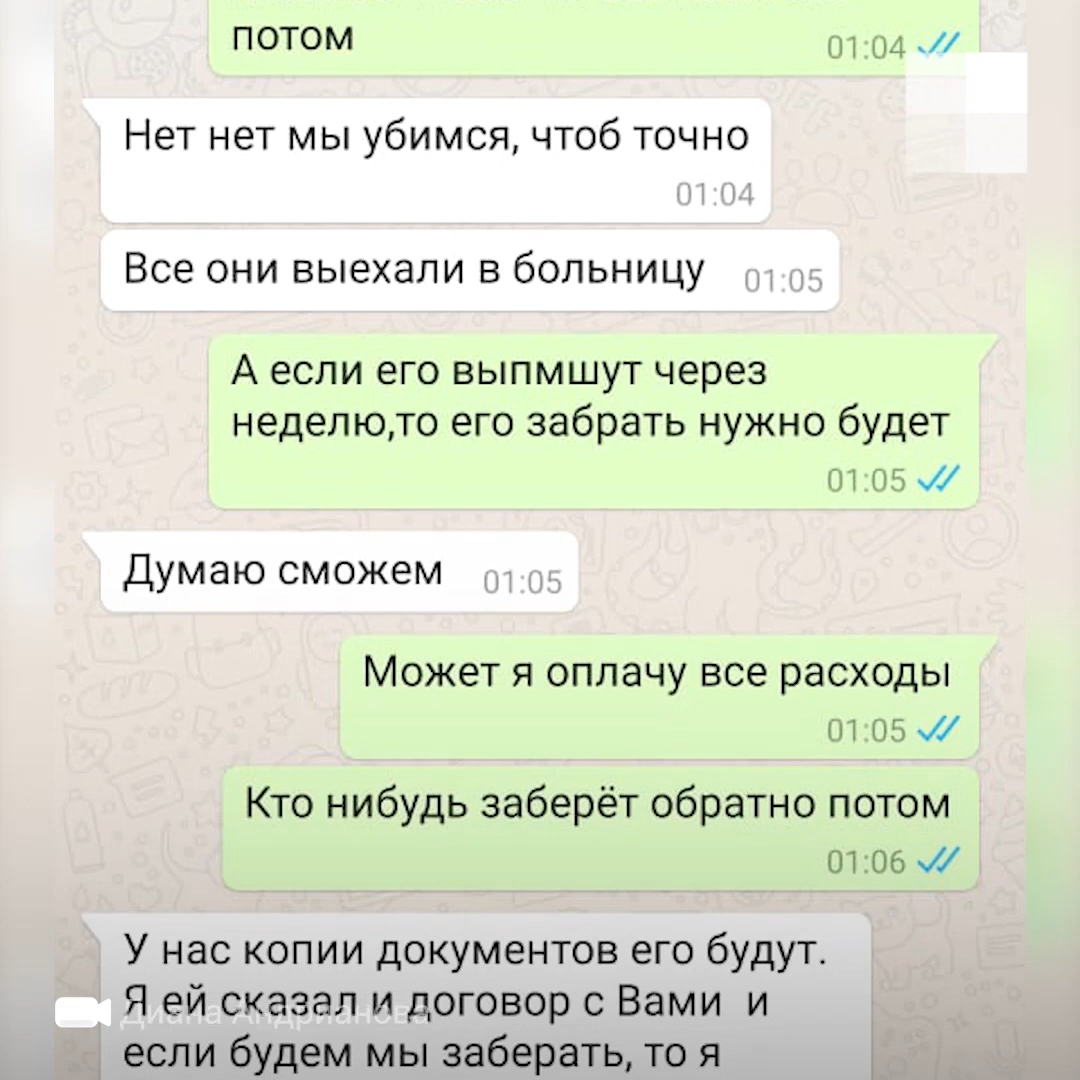 потом
01:04
Нет нет мы убимся, чтоб точно
01:04
Все они выехали в больницу 01:05
А если его выпмшут через
неделю,то его забрать нужно будет
01:05
Думаю сможем 01:05
Может я оплачу все расходы
01:05
Кто нибудь заберёт обратно потом
01:06
У нас копии документов его будут.
Я ей сказал и договор с Вами и
Диана Андрианова
если будем мы заберать, то я